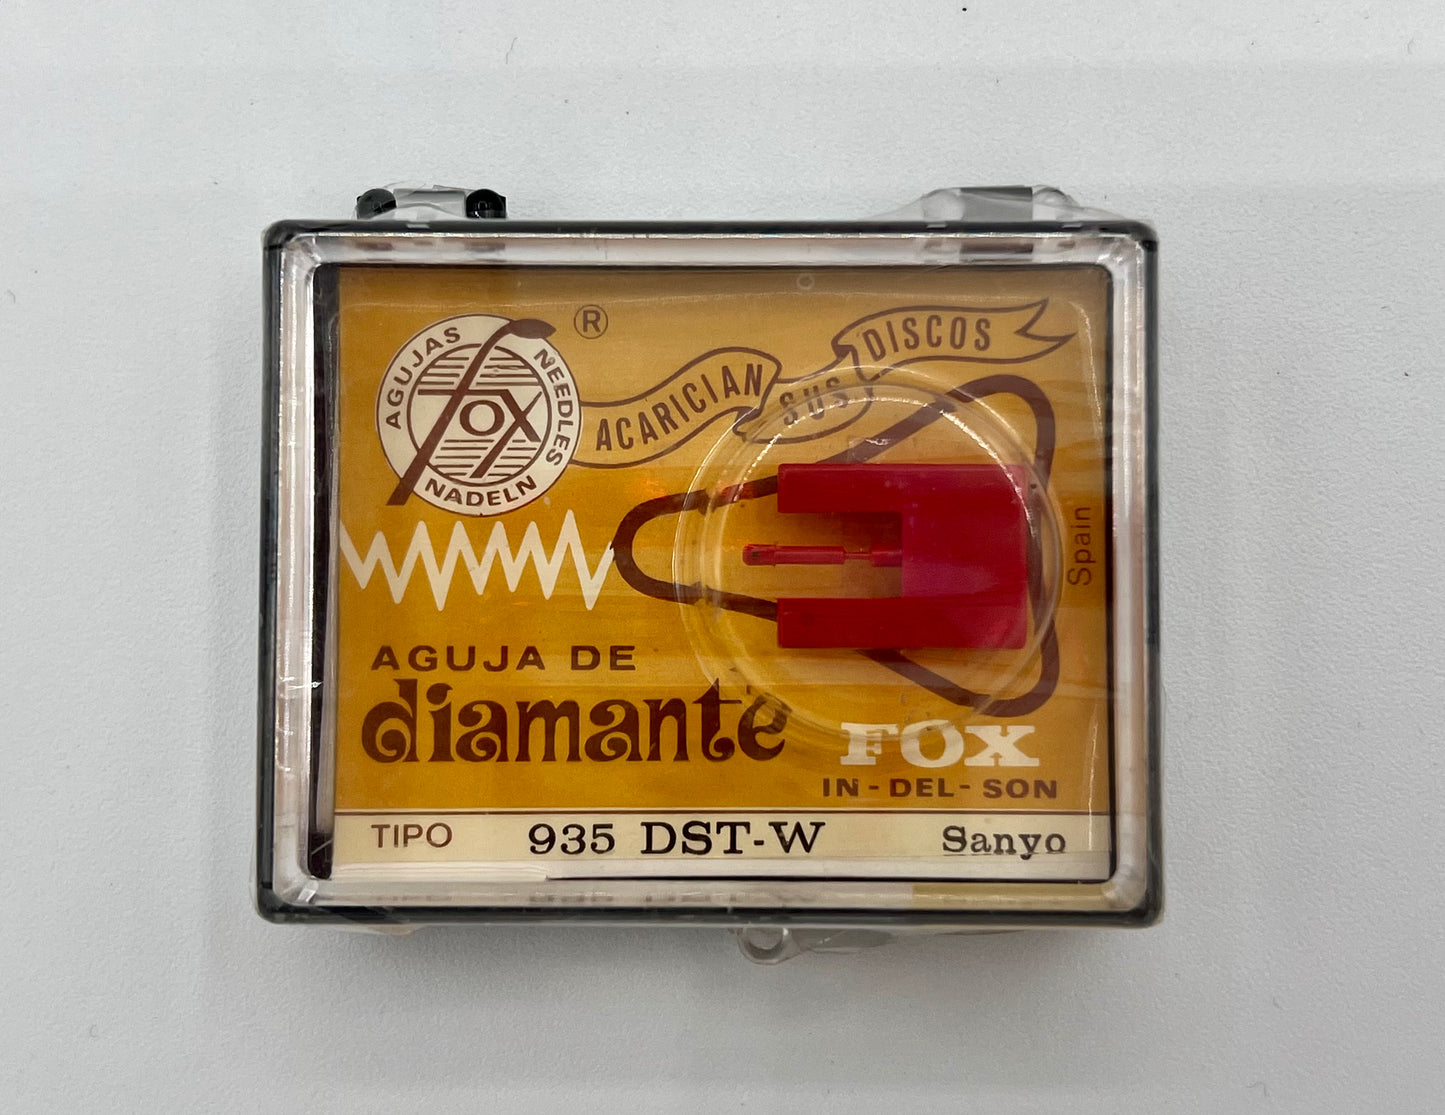 AGUJAS
NEEDLES
NADELN
FOX
®
ACARICIAN SUS DISCOS
Spain
AGUJA DE
diamante
FOX
IN-DEL-SON
TIPO 935 DST-W Sanyo